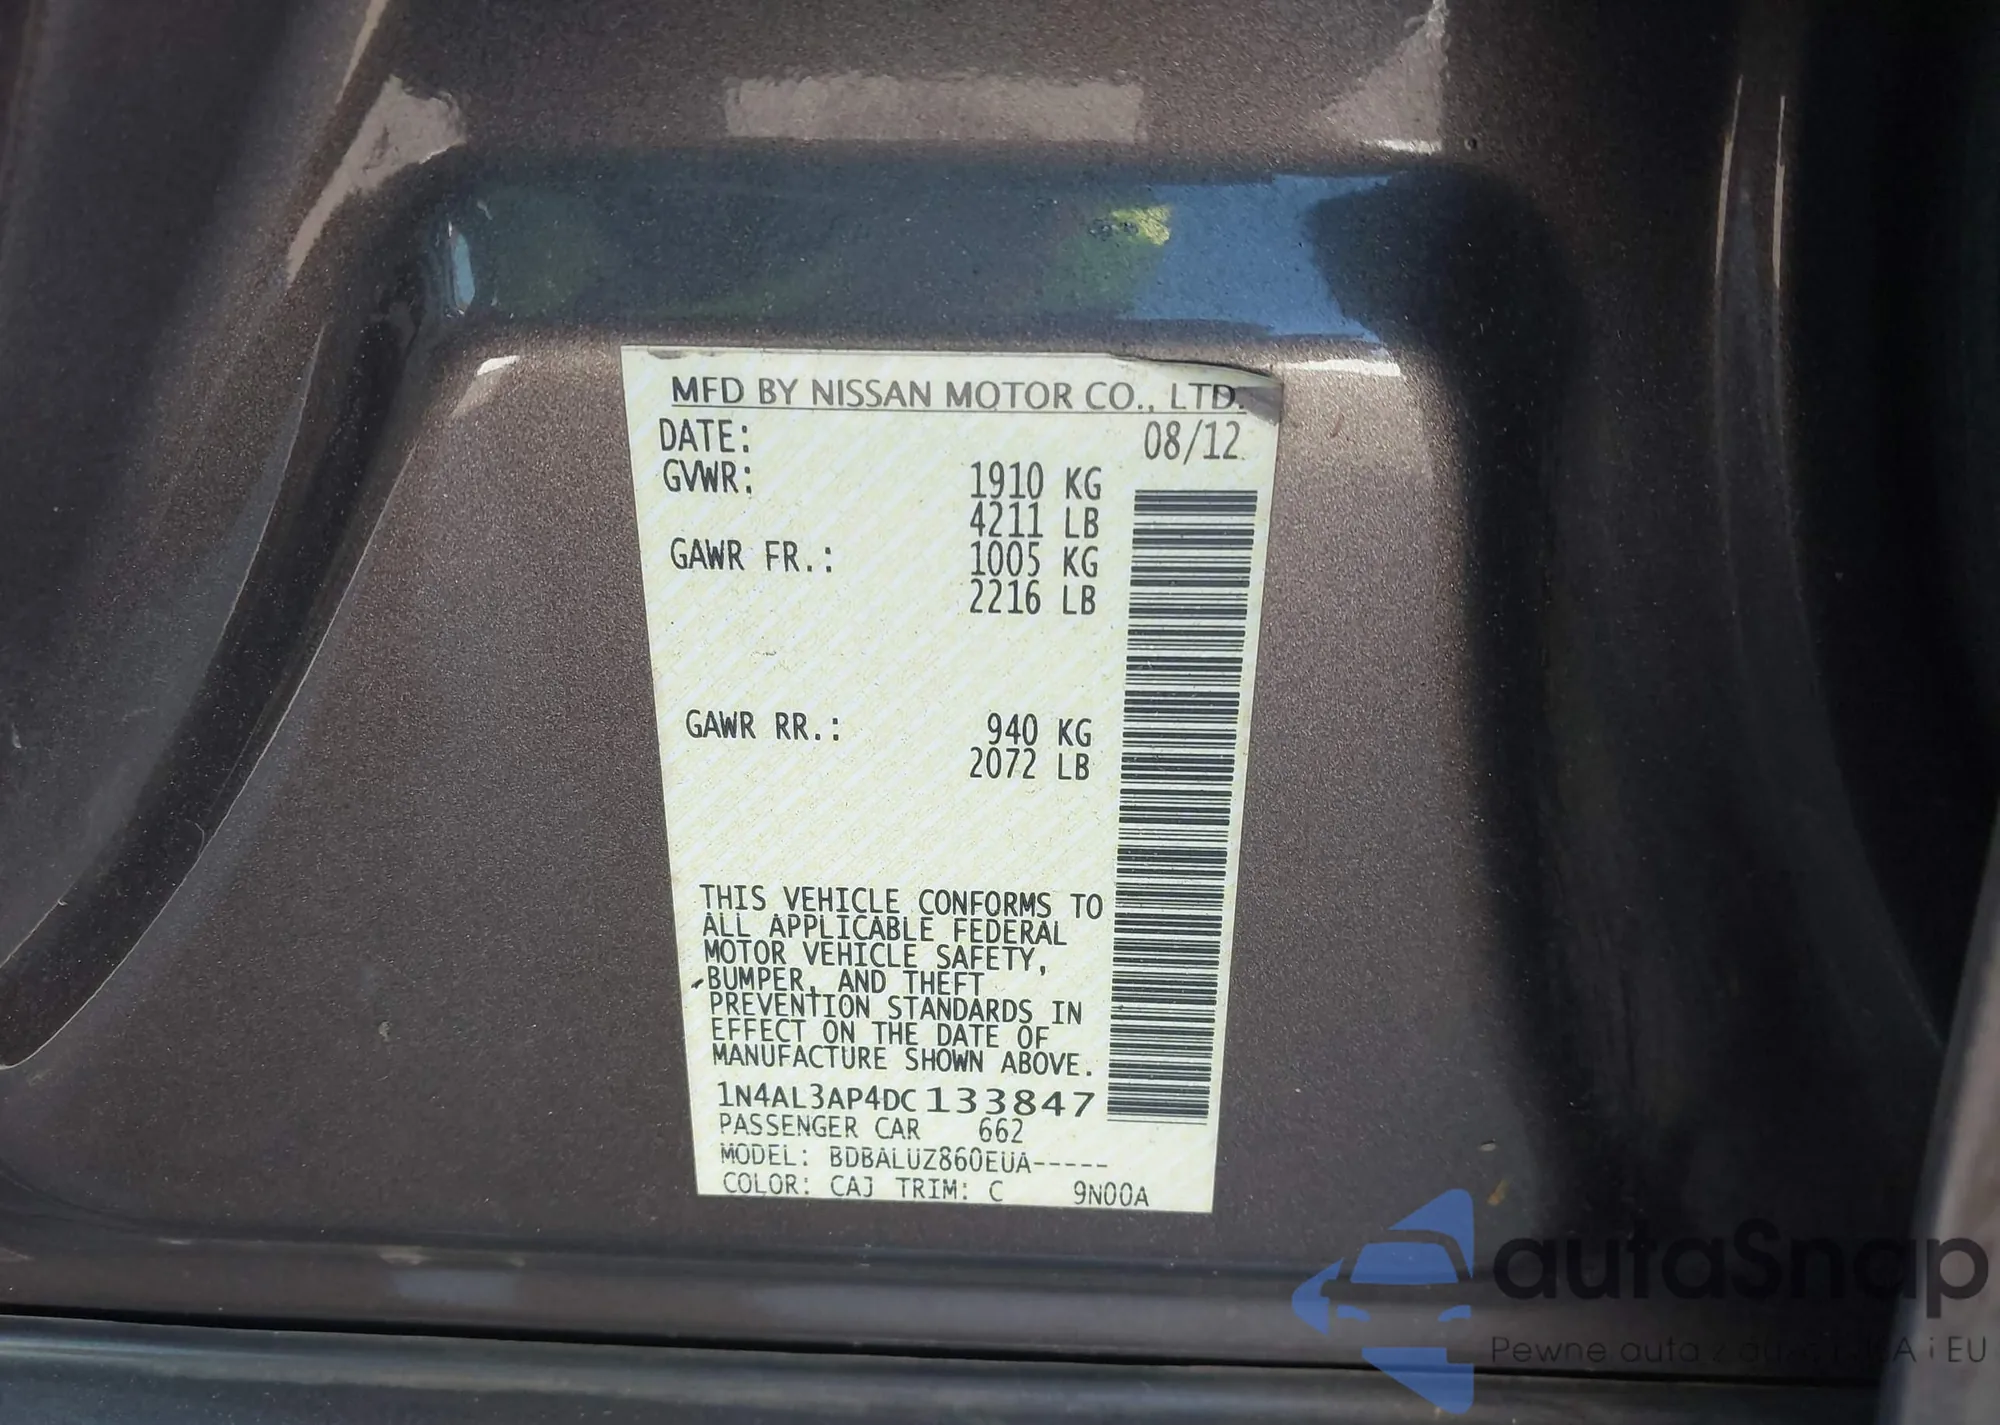 MFD BY NISSAN MOTOR CO., LTD.
DATE: 08/12
GVWR: 1910 KG
4211 LB
GAWR FR.: 1005 KG
2216 LB
GAWR RR.: 940 KG
2072 LB
THIS VEHICLE CONFORMS TO
ALL APPLICABLE FEDERAL
MOTOR VEHICLE SAFETY,
BUMPER, AND THEFT
PREVENTION STANDARDS IN
EFFECT ON THE DATE OF
MANUFACTURE SHOWN ABOVE.
1N4AL3AP4DC133847
PASSENGER CAR 662
MODEL: BDBALUZ860EUA-----
COLOR: CAJ TRIM: C 9N00A
autoSnap
Pewne auta z i EU